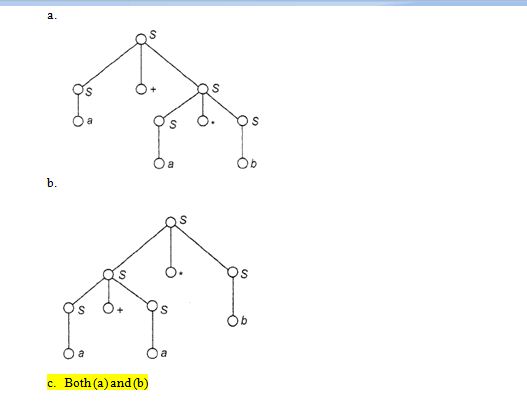 a.
S
S + S
a S * S
a b
b.
S
S * S
S + S b
a a
c. Both (a) and (b)